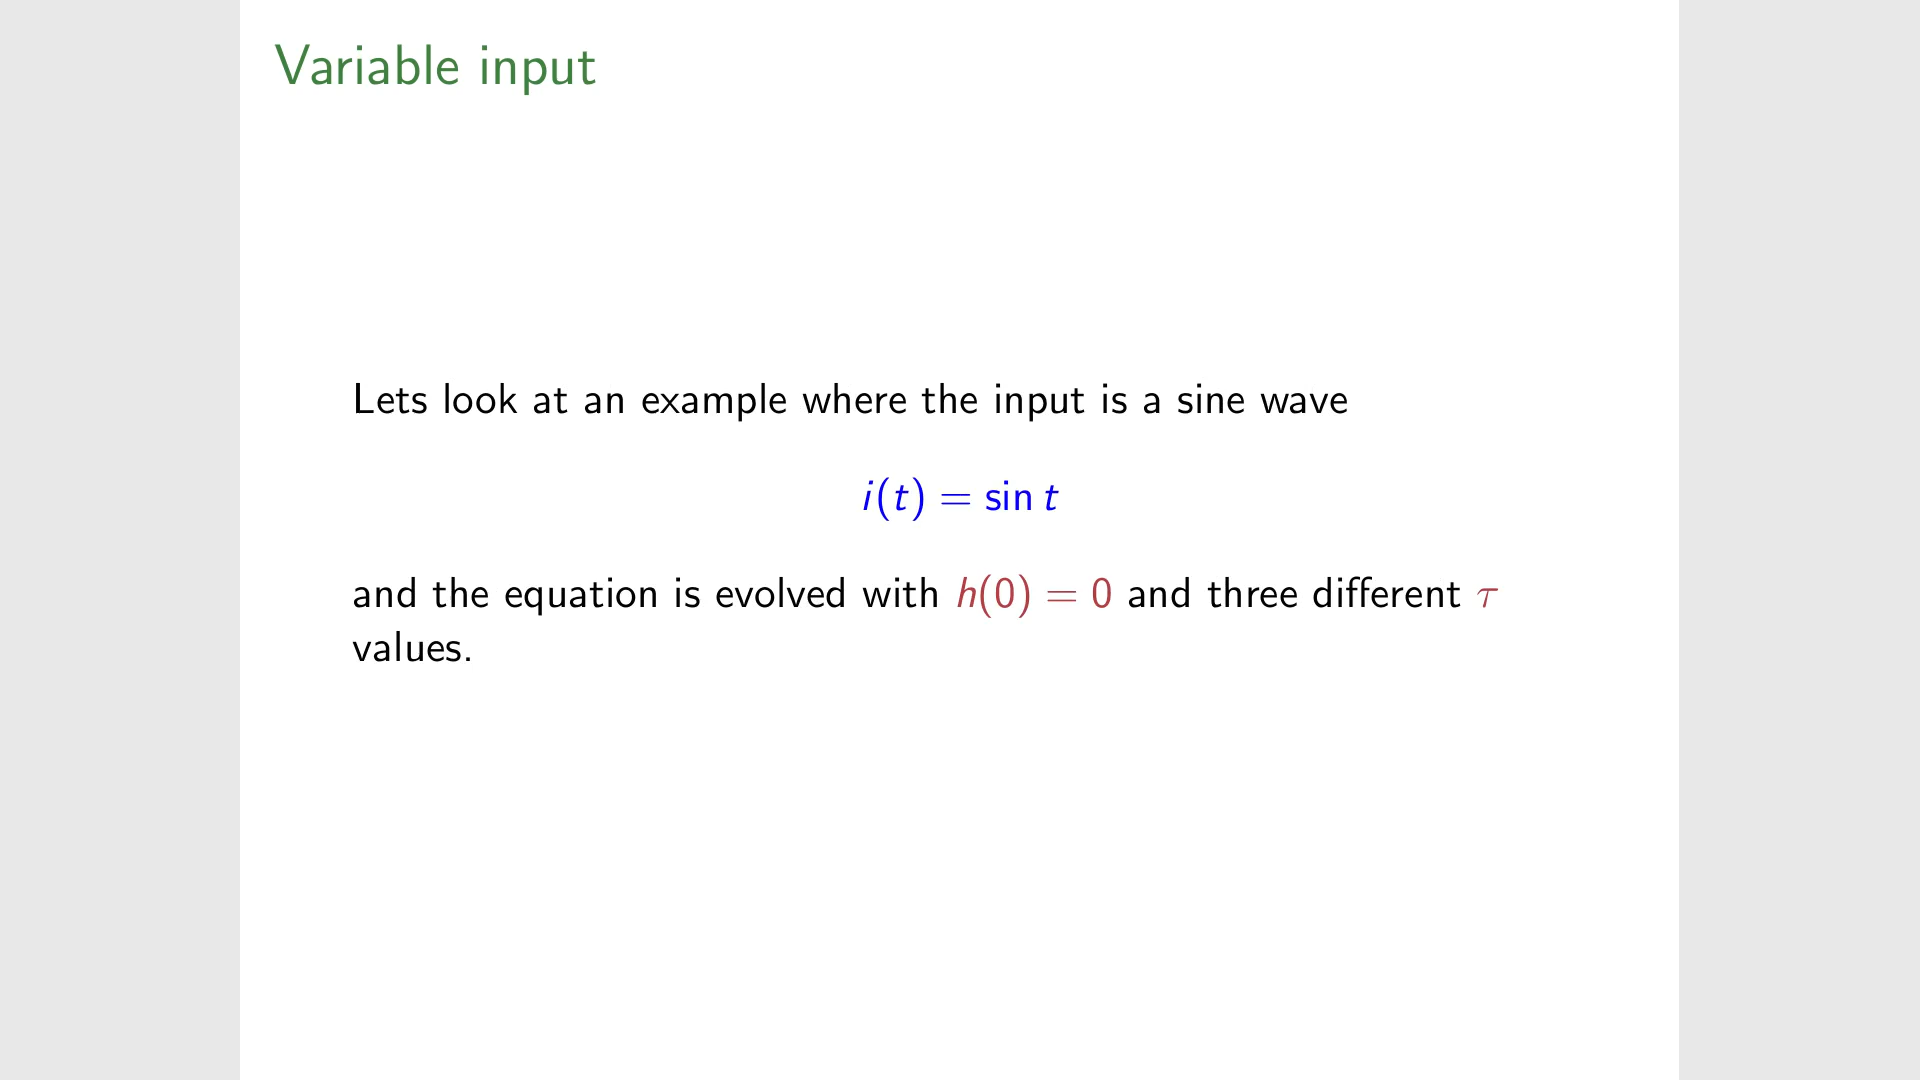 Variable input
Lets look at an example where the input is a sine wave
i(t) = sin t
and the equation is evolved with h(0) = 0 and three different τ
values.